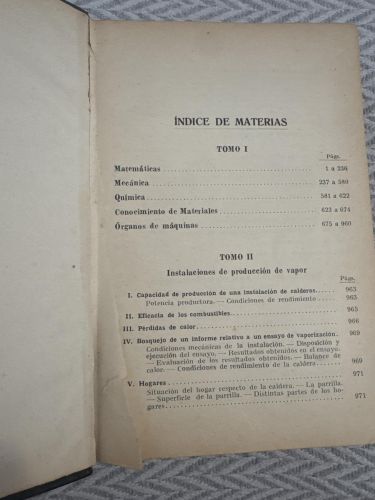 ÍNDICE DE MATERIAS
TOMO I
Págs.
Matemáticas 1 a 236
Mecánica 237 a 580
Química 581 a 622
Conocimiento de Materiales 623 a 674
Órganos de máquinas 675 a 960
TOMO II
Instalaciones de producción de vapor
Págs.
I. Capacidad de producción de una instalación de calderas. 963
Potencia productora. — Condiciones de rendimiento 963
II. Eficacia de los combustibles 965
III. Pérdidas de calor 966
IV. Bosquejo de un informe relativo a un ensayo de vaporización. 969
Condiciones mecánicas de la instalación. — Disposición y
ejecución del ensayo. — Resultados obtenidos en el ensayo.
— Evaluación de los resultados obtenidos. — Balance de
calor. — Condiciones de rendimiento de la caldera 969
V. Hogares 971
Situación del hogar respecto de la caldera. — La parrilla.
— Superficie de la parrilla. — Distintas partes de los ho-
gares 971